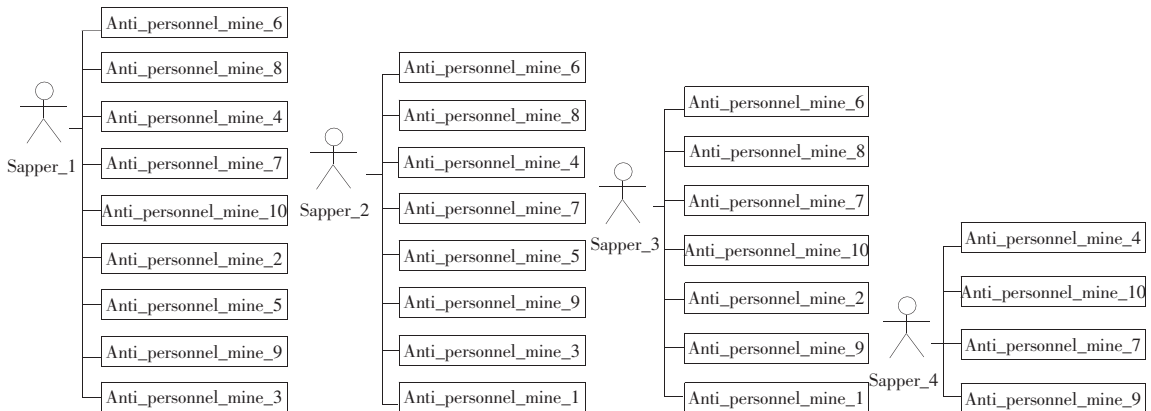 Anti_personnel_mine_6
Anti_personnel_mine_8
Anti_personnel_mine_4
Anti_personnel_mine_7
Anti_personnel_mine_10
Anti_personnel_mine_2
Anti_personnel_mine_5
Anti_personnel_mine_9
Anti_personnel_mine_3
Sapper_1
Anti_personnel_mine_6
Anti_personnel_mine_8
Anti_personnel_mine_4
Anti_personnel_mine_7
Anti_personnel_mine_5
Anti_personnel_mine_9
Anti_personnel_mine_3
Anti_personnel_mine_1
Sapper_2
Anti_personnel_mine_6
Anti_personnel_mine_8
Anti_personnel_mine_7
Anti_personnel_mine_10
Anti_personnel_mine_2
Anti_personnel_mine_9
Anti_personnel_mine_1
Sapper_3
Anti_personnel_mine_4
Anti_personnel_mine_10
Anti_personnel_mine_7
Anti_personnel_mine_9
Sapper_4